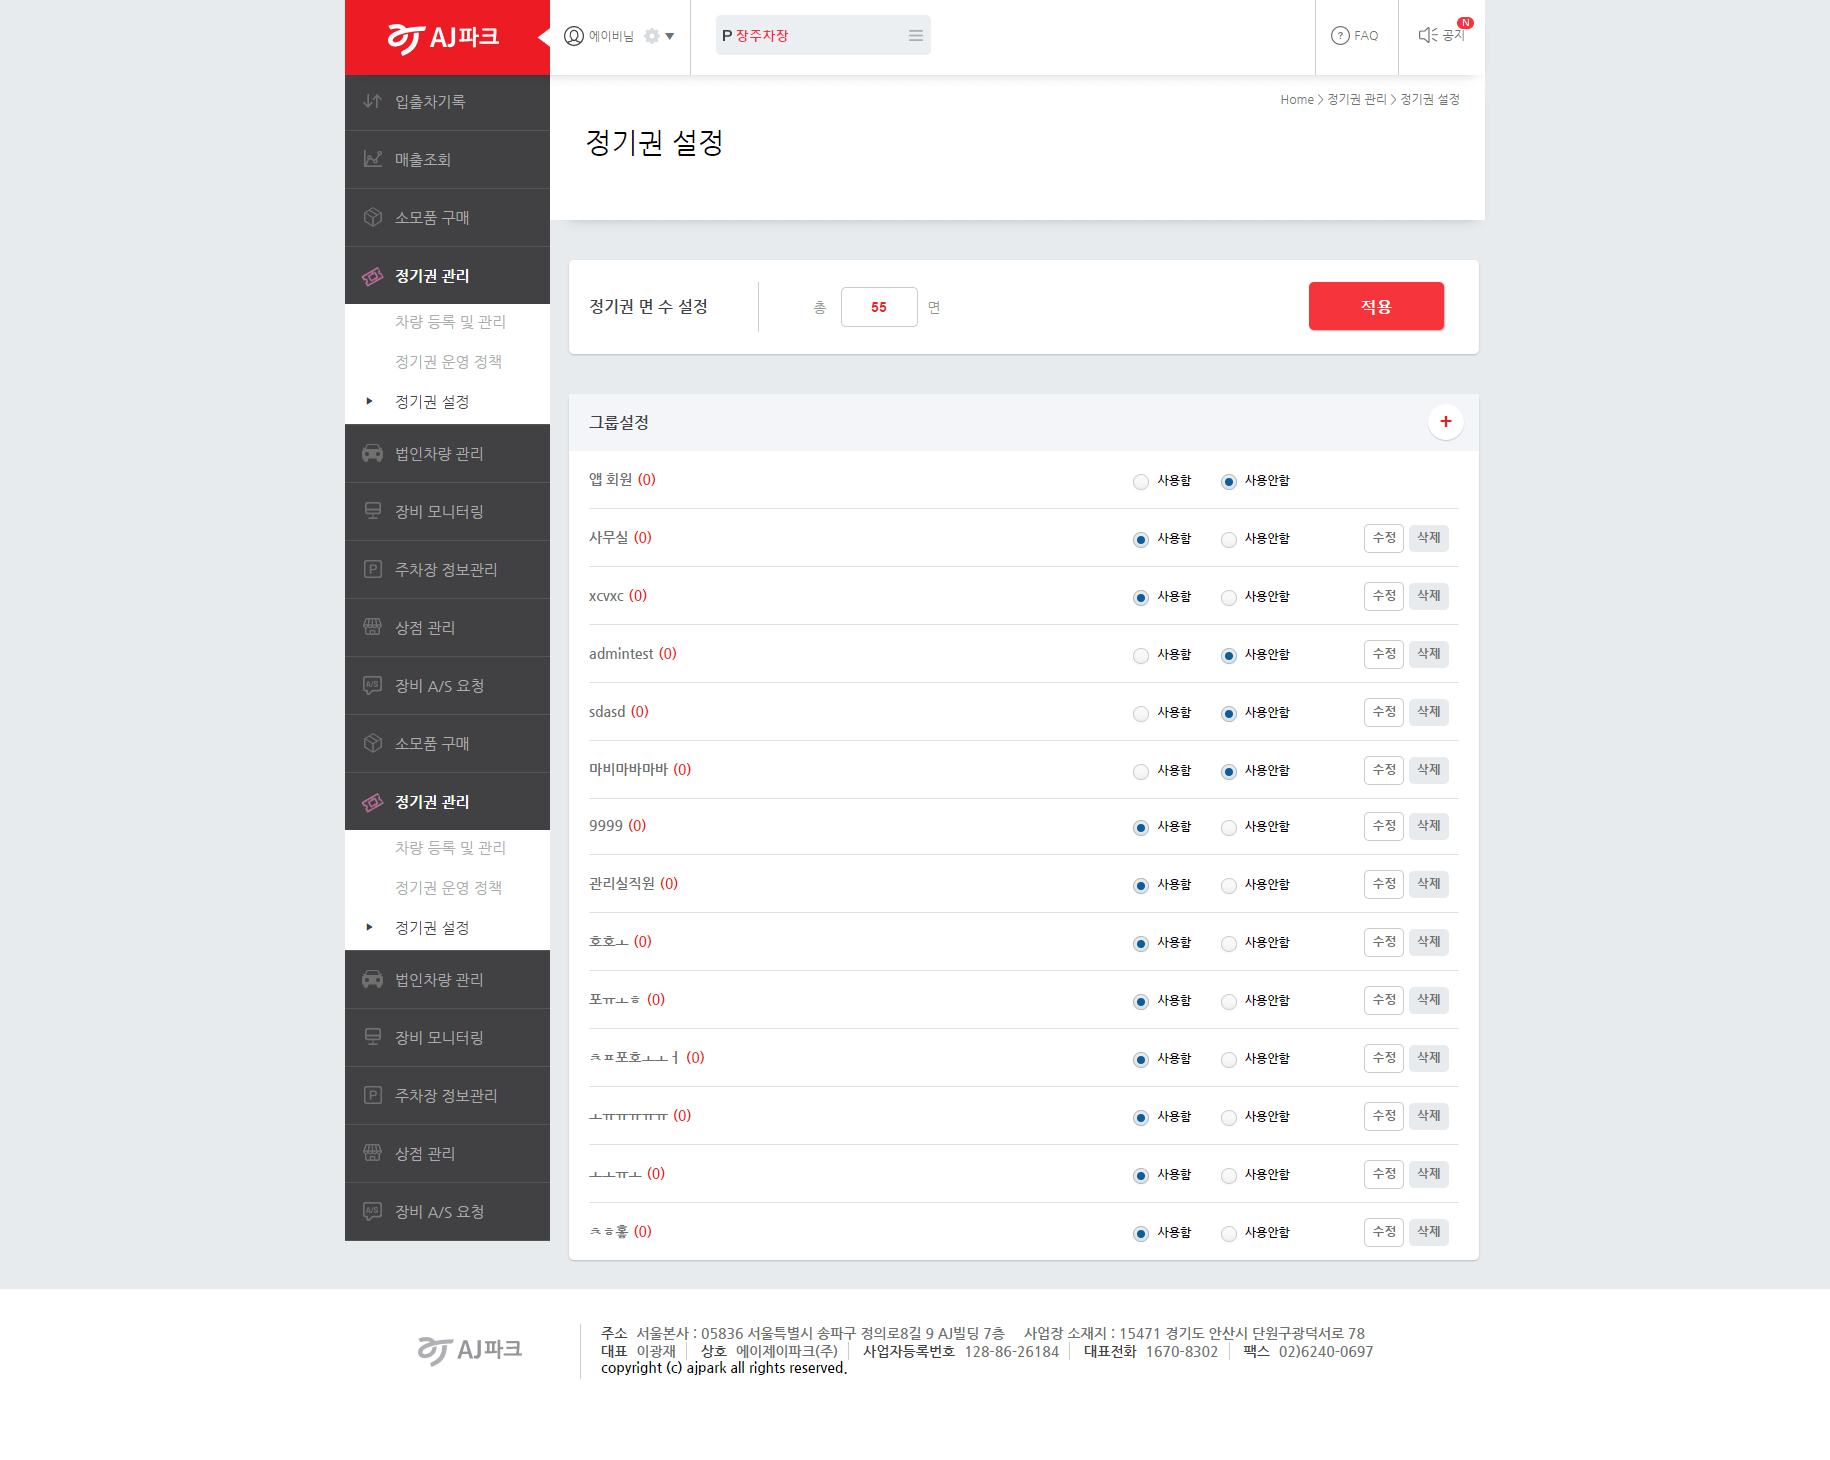 AJ파크
에이비님
P 장주차장
FAQ
공지
N
입출차기록
매출조회
소모품 구매
정기권 관리
차량 등록 및 관리
정기권 운영 정책
정기권 설정
법인차량 관리
장비 모니터링
주차장 정보관리
상점 관리
장비 A/S 요청
소모품 구매
정기권 관리
차량 등록 및 관리
정기권 운영 정책
정기권 설정
법인차량 관리
장비 모니터링
주차장 정보관리
상점 관리
장비 A/S 요청
Home > 정기권 관리 > 정기권 설정
정기권 설정
정기권 면 수 설정 총 55 면 적용
그룹설정 +
앱 회원 (0) 사용함 사용안함
사무실 (0) 사용함 사용안함 수정 삭제
xcvxc (0) 사용함 사용안함 수정 삭제
admintest (0) 사용함 사용안함 수정 삭제
sdasd (0) 사용함 사용안함 수정 삭제
마비마바마바 (0) 사용함 사용안함 수정 삭제
9999 (0) 사용함 사용안함 수정 삭제
관리실직원 (0) 사용함 사용안함 수정 삭제
호호ㅗ (0) 사용함 사용안함 수정 삭제
포ㅠㅗㅎ (0) 사용함 사용안함 수정 삭제
ㅊㅍ포호ㅗㅗㅓ (0) 사용함 사용안함 수정 삭제
ㅗㅠㅠㅠㅠㅠ (0) 사용함 사용안함 수정 삭제
ㅗㅗㅠㅗ (0) 사용함 사용안함 수정 삭제
ㅊㅎ홓 (0) 사용함 사용안함 수정 삭제
AJ파크
주소 서울본사 : 05836 서울특별시 송파구 정의로8길 9 AJ빌딩 7층 사업장 소재지 : 15471 경기도 안산시 단원구광덕서로 78
대표 이광재 상호 에이제이파크(주) 사업자등록번호 128-86-26184 대표전화 1670-8302 팩스 02)6240-0697
copyright (c) ajpark all rights reserved.